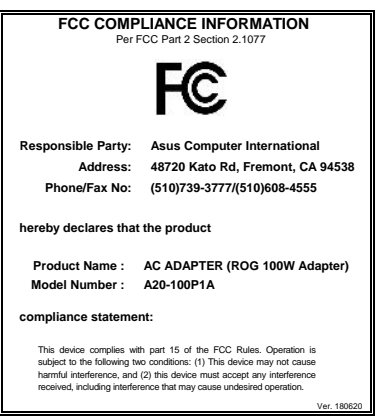 FCC COMPLIANCE INFORMATION
Per FCC Part 2 Section 2.1077
FC
Responsible Party: Asus Computer International
Address: 48720 Kato Rd, Fremont, CA 94538
Phone/Fax No: (510)739-3777/(510)608-4555
hereby declares that the product
Product Name : AC ADAPTER (ROG 100W Adapter)
Model Number : A20-100P1A
compliance statement:
This device complies with part 15 of the FCC Rules. Operation is
subject to the following two conditions: (1) This device may not cause
harmful interference, and (2) this device must accept any interference
received, including interference that may cause undesired operation.
Ver. 180620